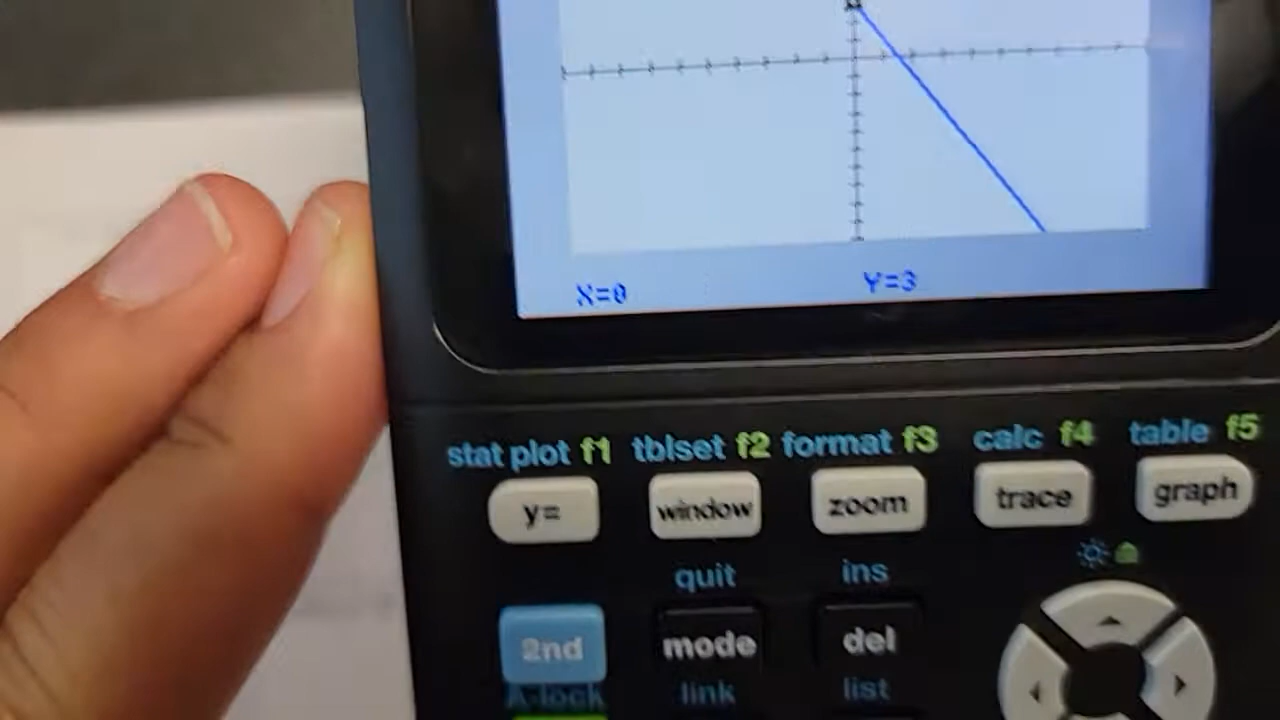 X=0 Y=3
stat plot f1 tblset f2 format f3 calc f4 table f5
y= window zoom trace graph
quit ins
2nd mode del
A-lock link list